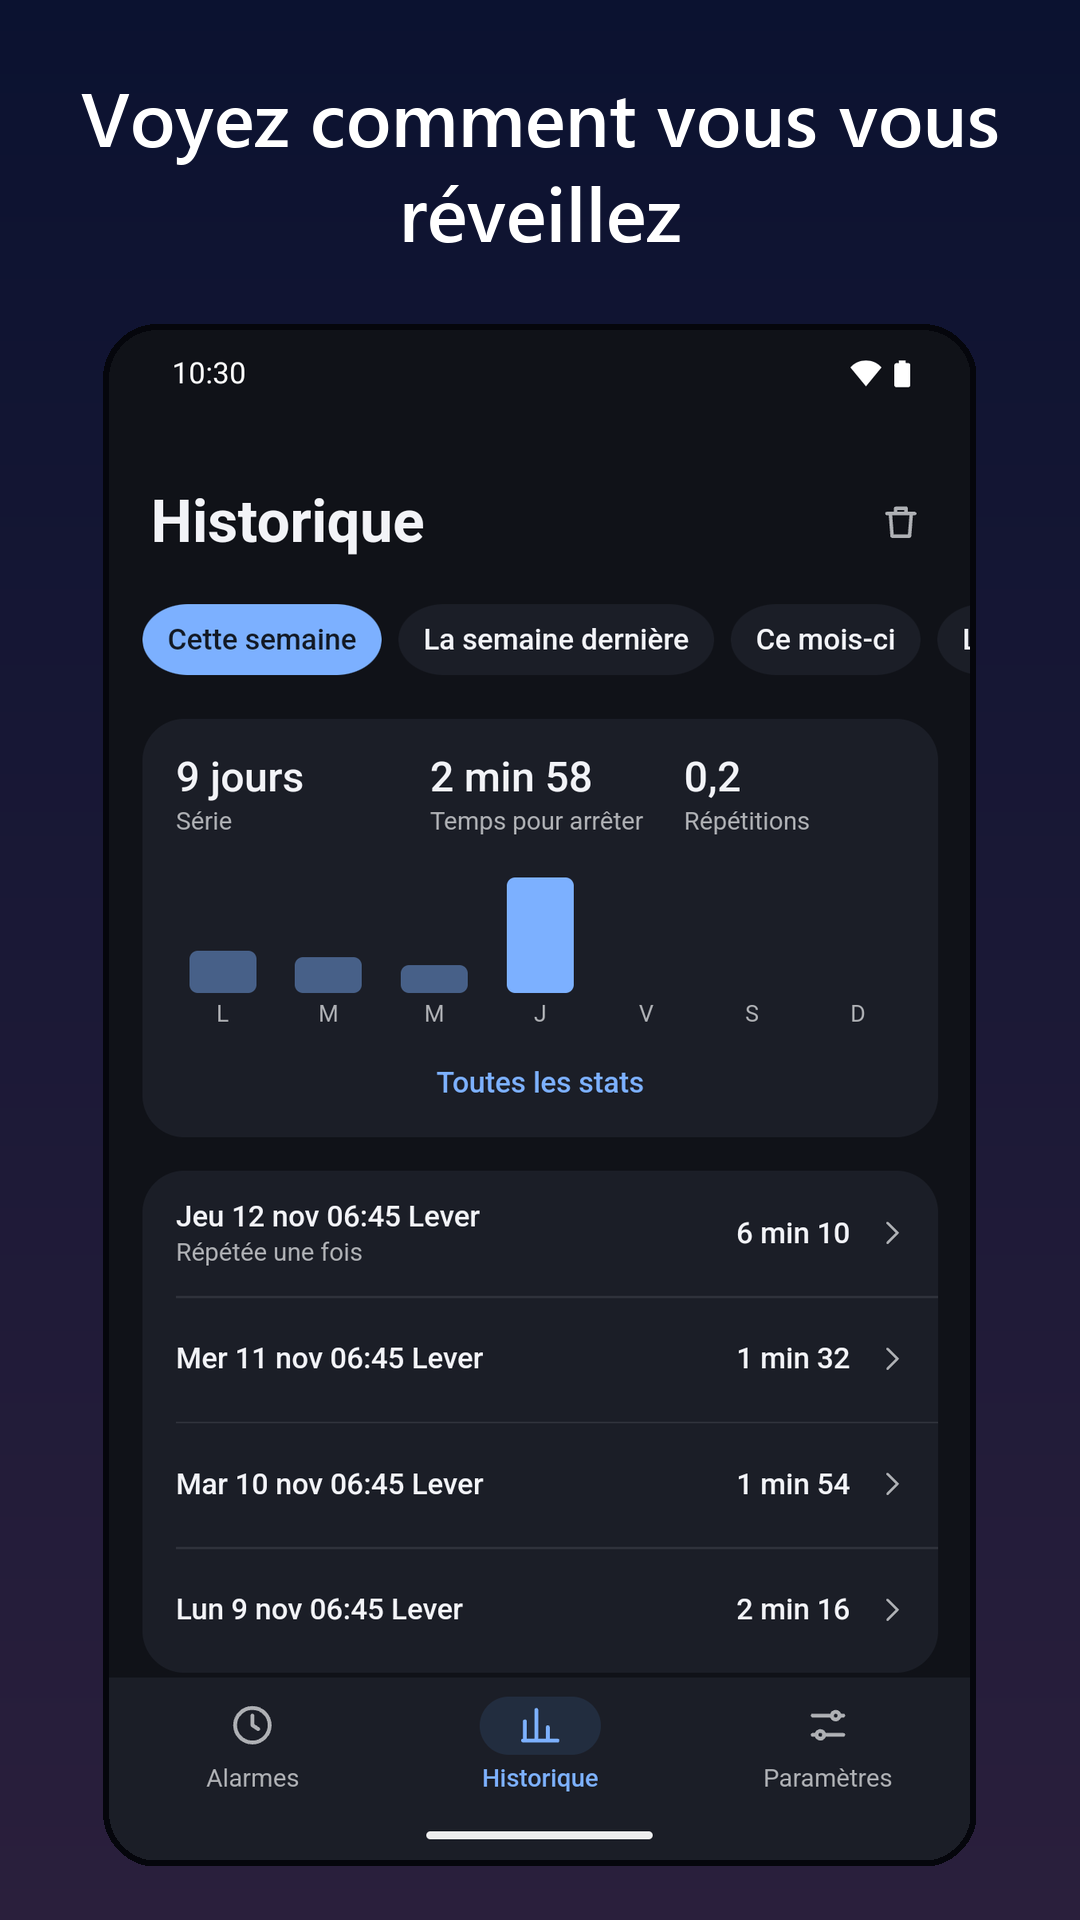 Voyez comment vous vous
réveillez
10:30
Historique
Cette semaine
La semaine dernière
Ce mois-ci
9 jours
2 min 58
0,2
Série
Temps pour arrêter
Répétitions
L M M J V S D
Toutes les stats
Jeu 12 nov 06:45 Lever
Répétée une fois
6 min 10
Mer 11 nov 06:45 Lever
1 min 32
Mar 10 nov 06:45 Lever
1 min 54
Lun 9 nov 06:45 Lever
2 min 16
Alarmes
Historique
Paramètres